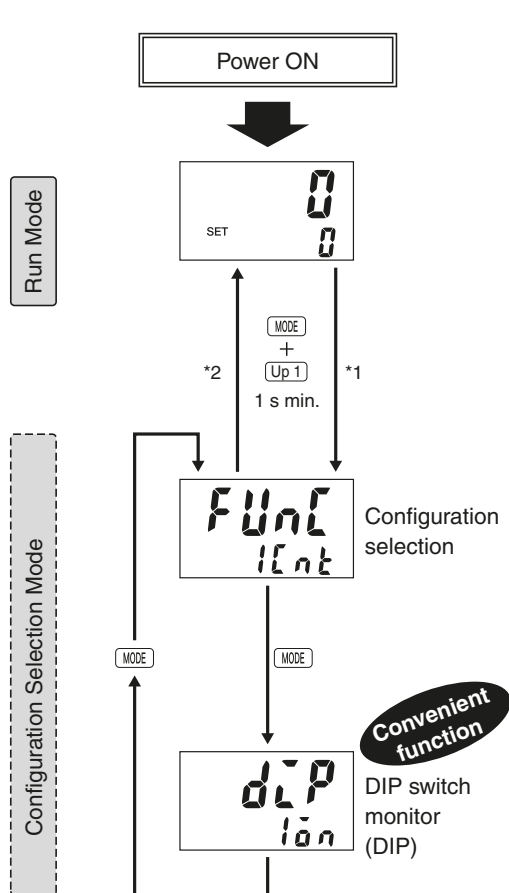 Power ON
Run Mode
0
SET
0
MODE
+
Up 1
1 s min.
*2
*1
FUnC
1Cnt
Configuration
selection
Configuration Selection Mode
MODE
MODE
Convenient
function
diP
1on
DIP switch
monitor
(DIP)